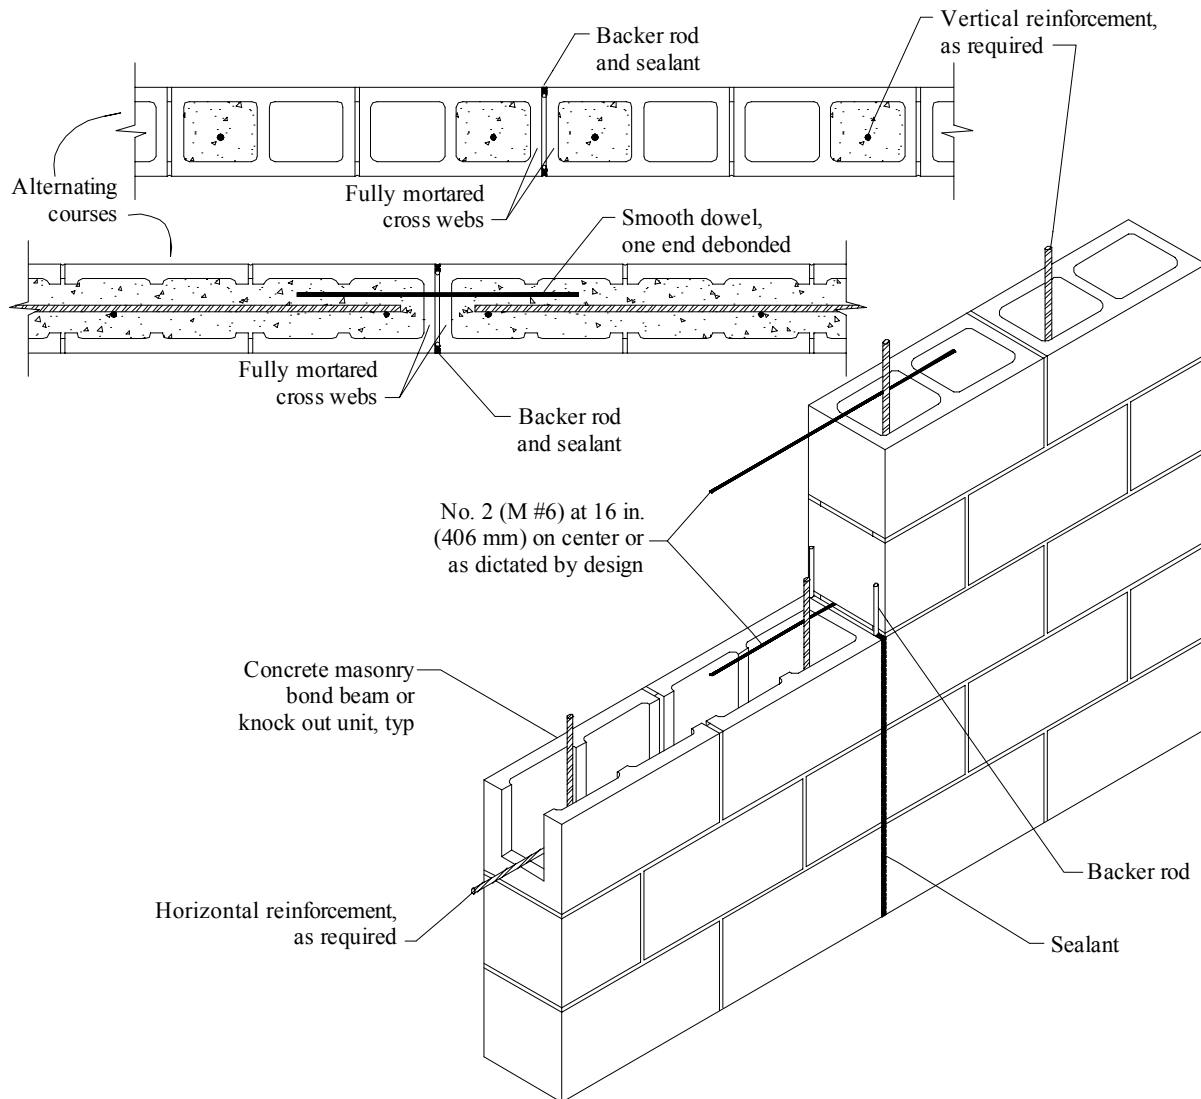 Backer rod
and sealant
Vertical reinforcement,
as required
Alternating
courses
Fully mortared
cross webs
Smooth dowel,
one end debonded
Fully mortared
cross webs
Backer rod
and sealant
No. 2 (M #6) at 16 in.
(406 mm) on center or
as dictated by design
Concrete masonry
bond beam or
knock out unit, typ
Horizontal reinforcement,
as required
Backer rod
Sealant